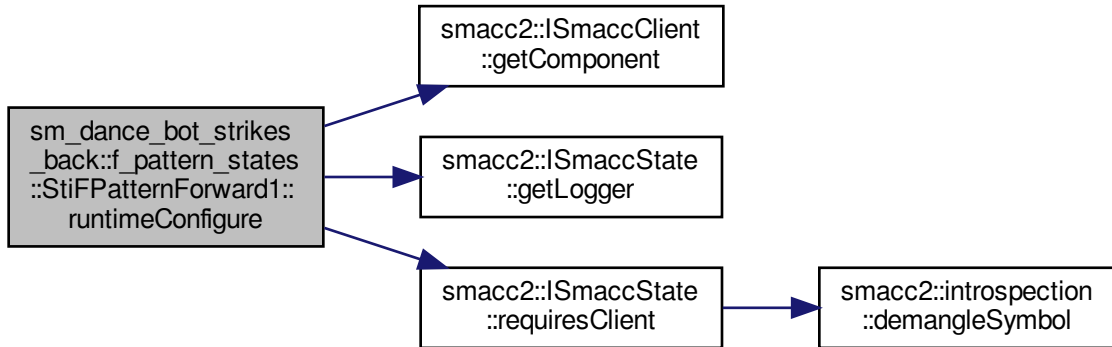 smacc2::ISmaccClient
::getComponent
sm_dance_bot_strikes
_back::f_pattern_states
::StiFPatternForward1::
runtimeConfigure
smacc2::ISmaccState
::getLogger
smacc2::ISmaccState
::requiresClient
smacc2::introspection
::demangleSymbol